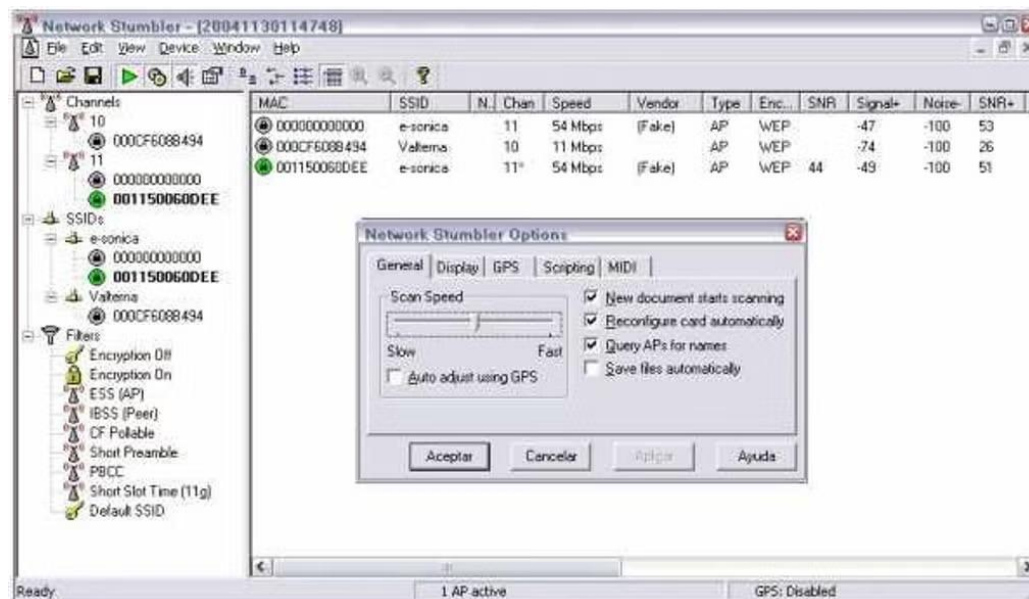 Network Stumbler - [20041130114748]
File Edit View Device Window Help
MAC SSID N.. Chan Speed Vendor Type Enc... SNR Signal+ Noise- SNR+
000000000000 e-sonica 11 54 Mbps (Fake) AP WEP -47 -100 53
000CF608B494 Valterna 10 11 Mbps AP WEP -74 -100 26
001150060DEE e-sonica 11* 54 Mbps (Fake) AP WEP 44 -49 -100 51
Channels
10
000CF608B494
11
000000000000
001150060DEE
SSIDs
e-sonica
000000000000
001150060DEE
Valterna
000CF608B494
Filters
Encryption Off
Encryption On
ESS (AP)
IBSS (Peer)
CF Pollable
Short Preamble
PBCC
Short Slot Time (11g)
Default SSID
Network Stumbler Options
General Display GPS Scripting MIDI
Scan Speed
Slow Fast
Auto adjust using GPS
New document starts scanning
Reconfigure card automatically
Query APs for names
Save files automatically
Aceptar Cancelar Aplicar Ayuda
Ready 1 AP active GPS: Disabled